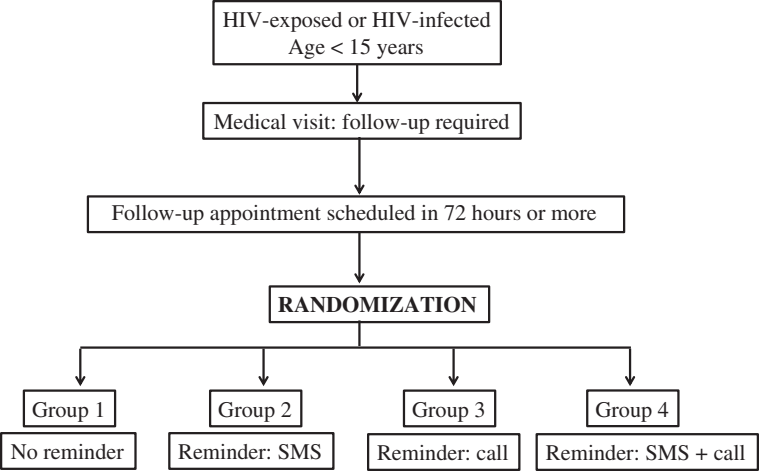 HIV-exposed or HIV-infected
Age < 15 years
Medical visit: follow-up required
Follow-up appointment scheduled in 72 hours or more
RANDOMIZATION
Group 1
Group 2
Group 3
Group 4
No reminder
Reminder: SMS
Reminder: call
Reminder: SMS + call